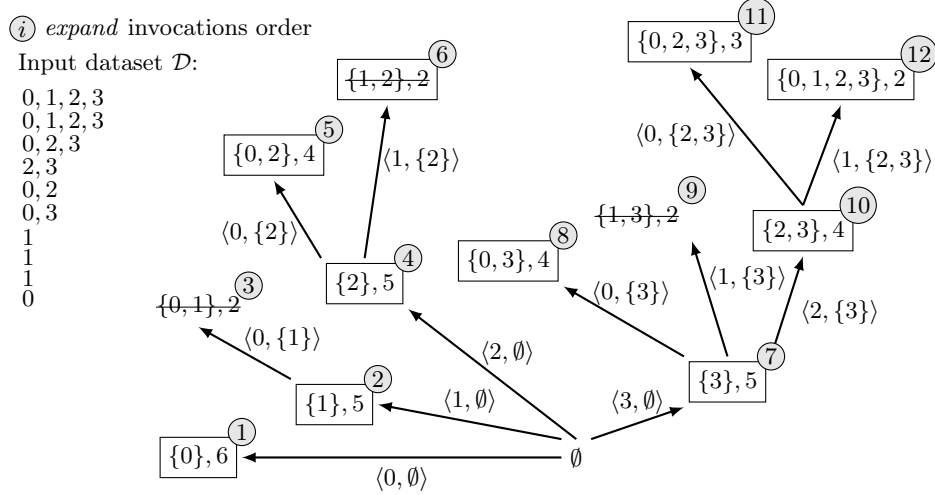 i expand invocations order
Input dataset D:
0, 1, 2, 3
0, 1, 2, 3
0, 2, 3
2, 3
0, 2
0, 3
1
1
1
0
11
{0, 2, 3}, 3
12
{0, 1, 2, 3}, 2
6
{1, 2}, 2
5
{0, 2}, 4
⟨1, {2}⟩
⟨0, {2, 3}⟩
⟨1, {2, 3}⟩
9
{1, 3}, 2
10
{2, 3}, 4
⟨0, {2}⟩
8
{0, 3}, 4
4
{2}, 5
3
{0, 1}, 2
⟨0, {3}⟩
⟨1, {3}⟩
⟨2, {3}⟩
⟨0, {1}⟩
⟨2, ∅⟩
7
{3}, 5
2
{1}, 5
⟨1, ∅⟩
⟨3, ∅⟩
1
{0}, 6
∅
⟨0, ∅⟩